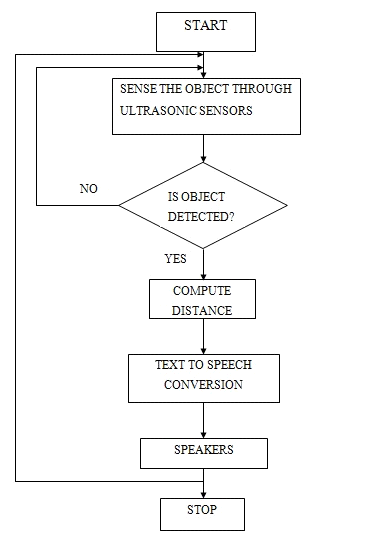 START
SENSE THE OBJECT THROUGH
ULTRASONIC SENSORS
NO
IS OBJECT
DETECTED?
YES
COMPUTE
DISTANCE
TEXT TO SPEECH
CONVERSION
SPEAKERS
STOP